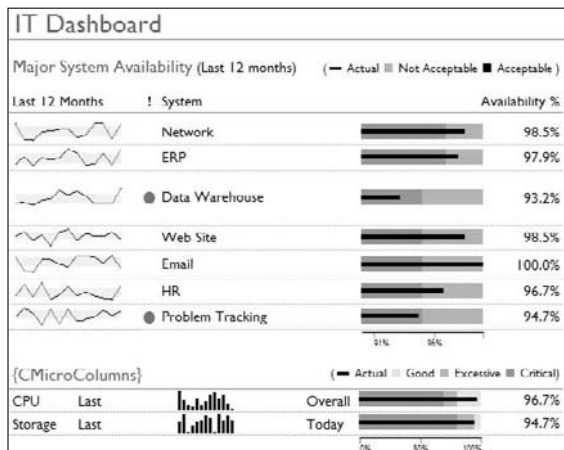 IT Dashboard
Major System Availability (Last 12 months) ( Actual Not Acceptable Acceptable )
Last 12 Months ! System Availability %
Network 98.5%
ERP 97.9%
Data Warehouse 93.2%
Web Site 98.5%
Email 100.0%
HR 96.7%
Problem Tracking 94.7%
91% 96%
{CMicroColumns} ( Actual Good Excessive Critical)
CPU Last Overall 96.7%
Storage Last Today 94.7%
0% 50% 100%